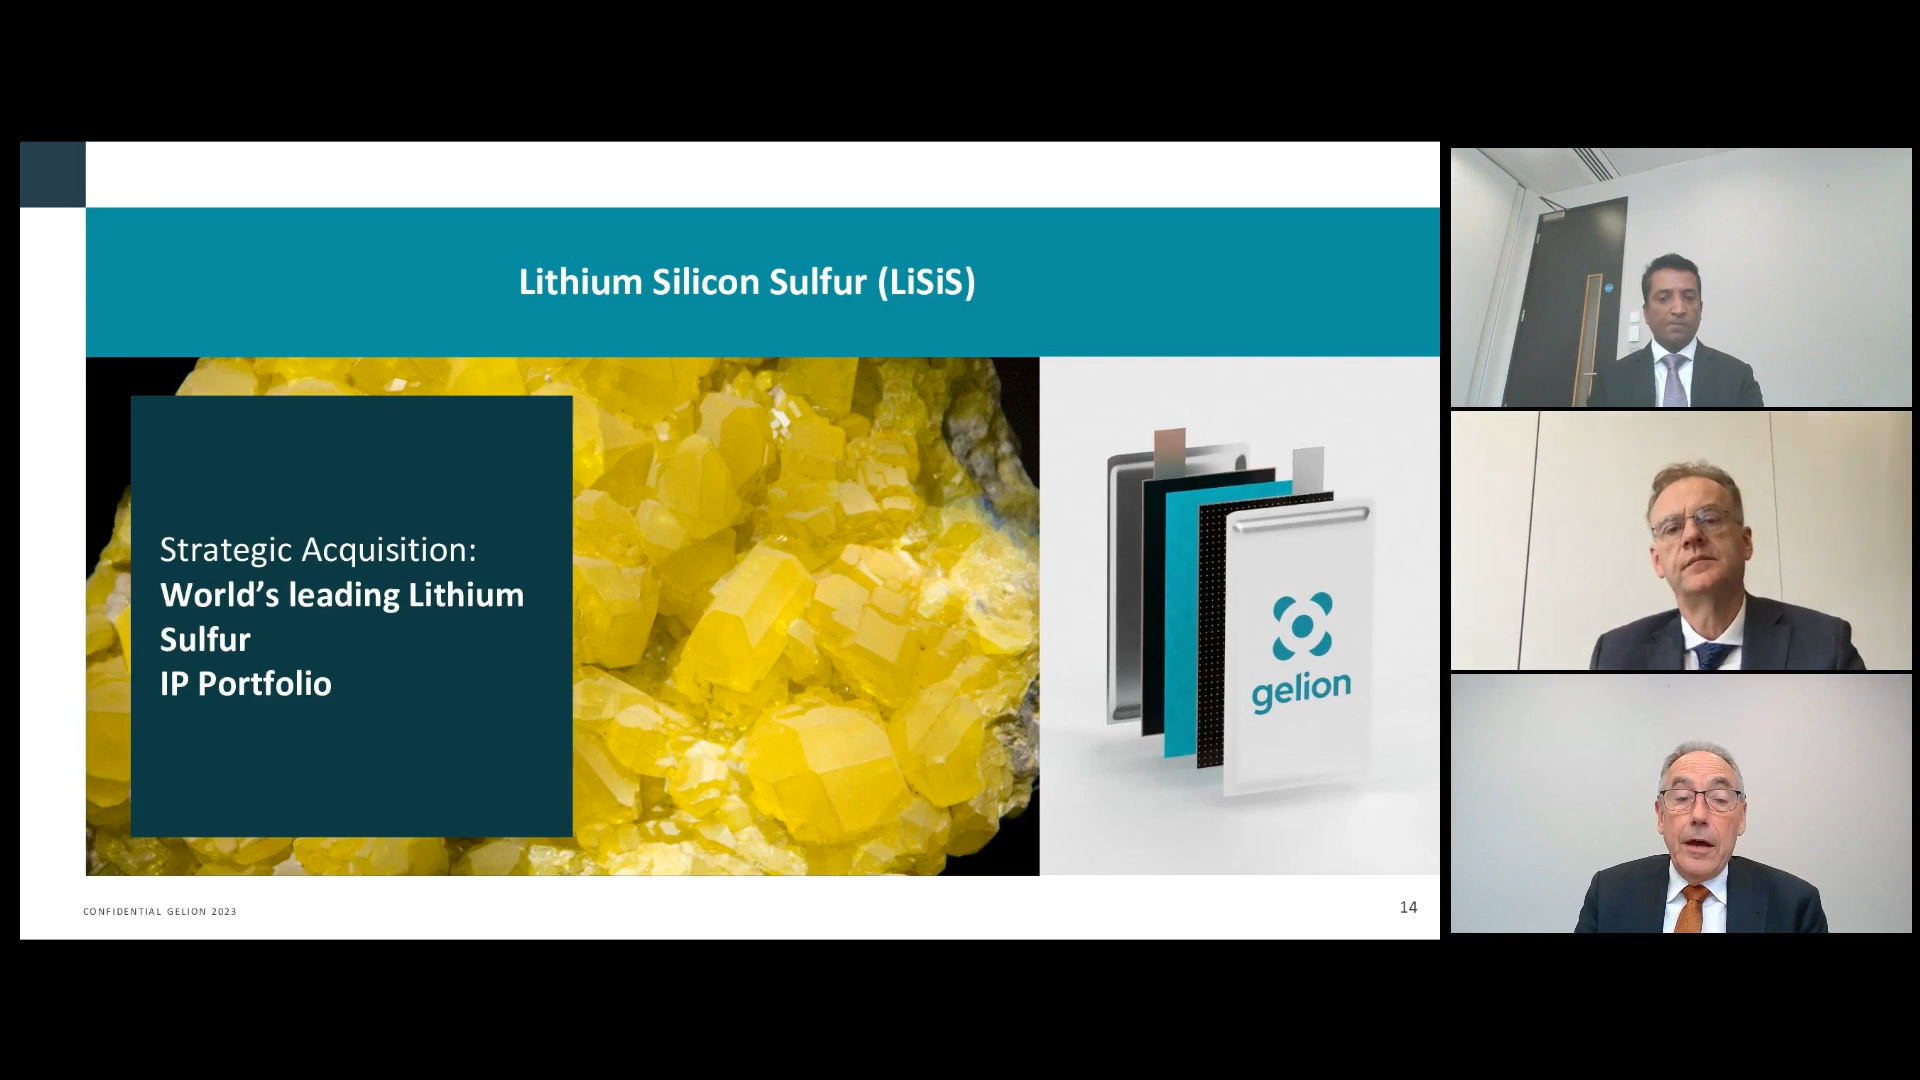 Lithium Silicon Sulfur (LiSiS)
Strategic Acquisition:
World’s leading Lithium
Sulfur
IP Portfolio
gelion
CONFIDENTIAL GELION 2023
14